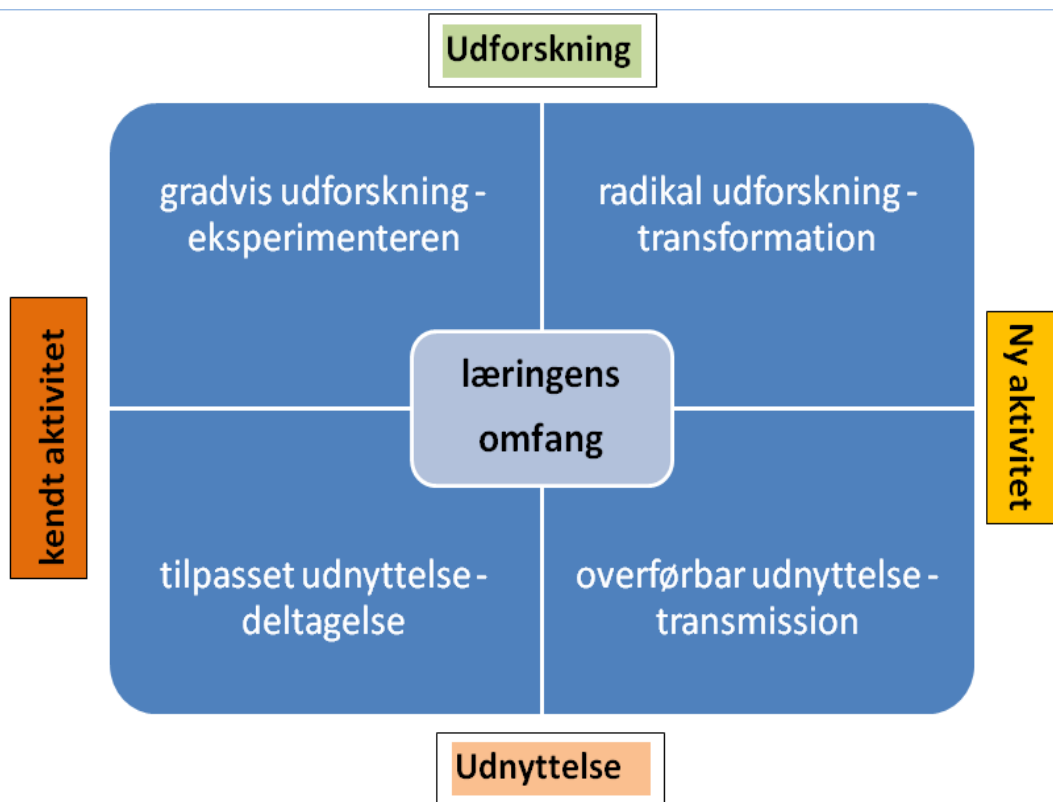 Udforskning
gradvis udforskning -
eksperimenteren
radikal udforskning -
transformation
kendt aktivitet
læringens
omfang
Ny aktivitet
tilpasset udnyttelse -
deltagelse
overførbar udnyttelse -
transmission
Udnyttelse